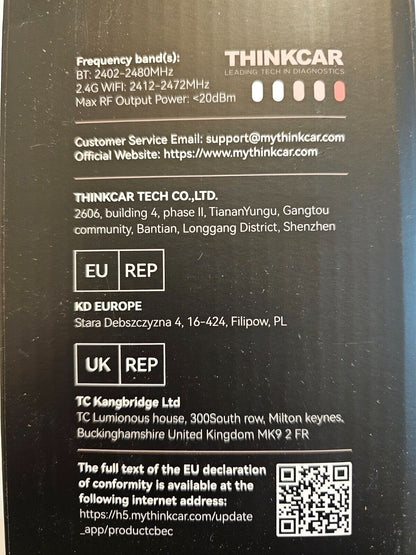 Frequency band(s):
BT: 2402-2480MHz
2.4G WIFI: 2412-2472MHz
Max RF Output Power: <20dBm
THINKCAR
LEADING TECH IN DIAGNOSTICS
Customer Service Email: support@mythinkcar.com
Official Website: https://www.mythinkcar.com
THINKCAR TECH CO.,LTD.
2606, building 4, phase II, TiananYungu, Gangtou
community, Bantian, Longgang District, Shenzhen
EU REP
KD EUROPE
Stara Debszczyzna 4, 16-424, Filipow, PL
UK REP
TC Kangbridge Ltd
TC Lumionous house, 300South row, Milton keynes,
Buckinghamshire United Kingdom MK9 2 FR
The full text of the EU declaration
of conformity is available at the
following internet address:
https://h5.mythinkcar.com/update
_app/productcbec